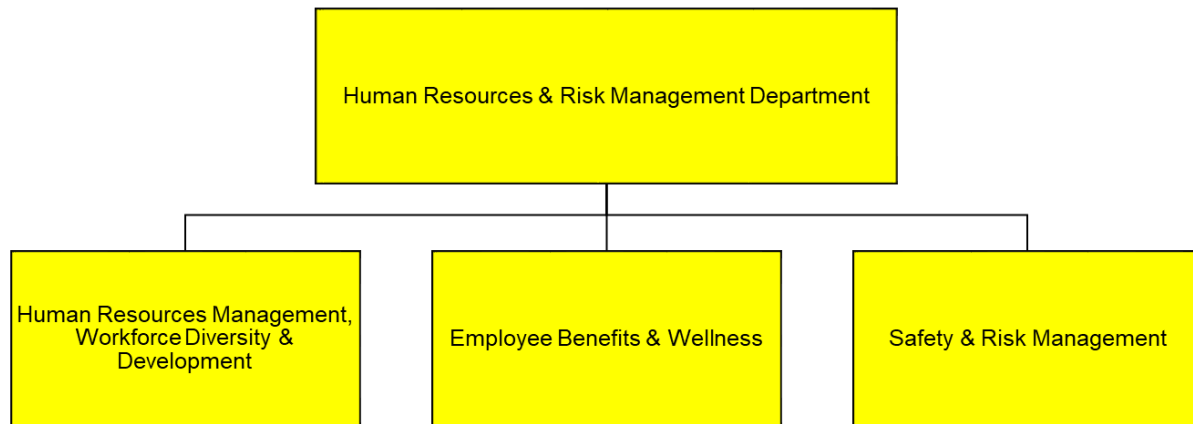 Human Resources & Risk Management Department
Human Resources Management,
Workforce Diversity &
Development
Employee Benefits & Wellness
Safety & Risk Management